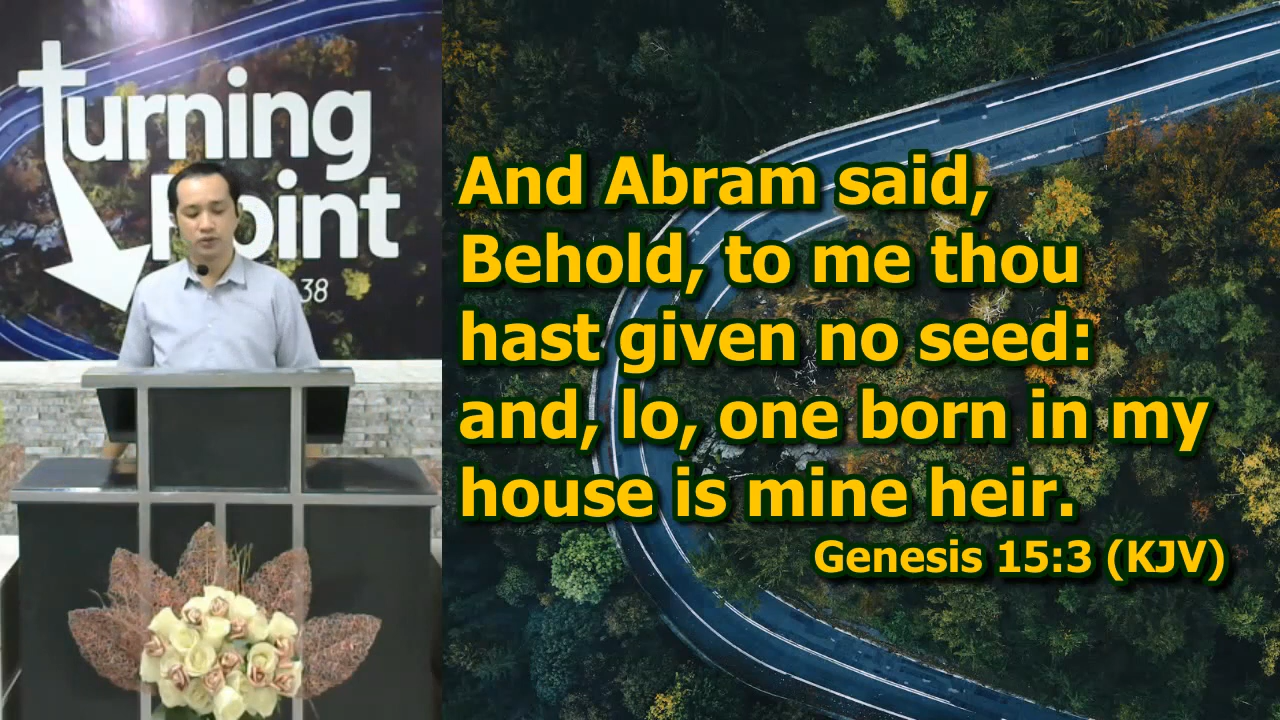 turning
Point
38
And Abram said,
Behold, to me thou
hast given no seed:
and, lo, one born in my
house is mine heir.
Genesis 15:3 (KJV)